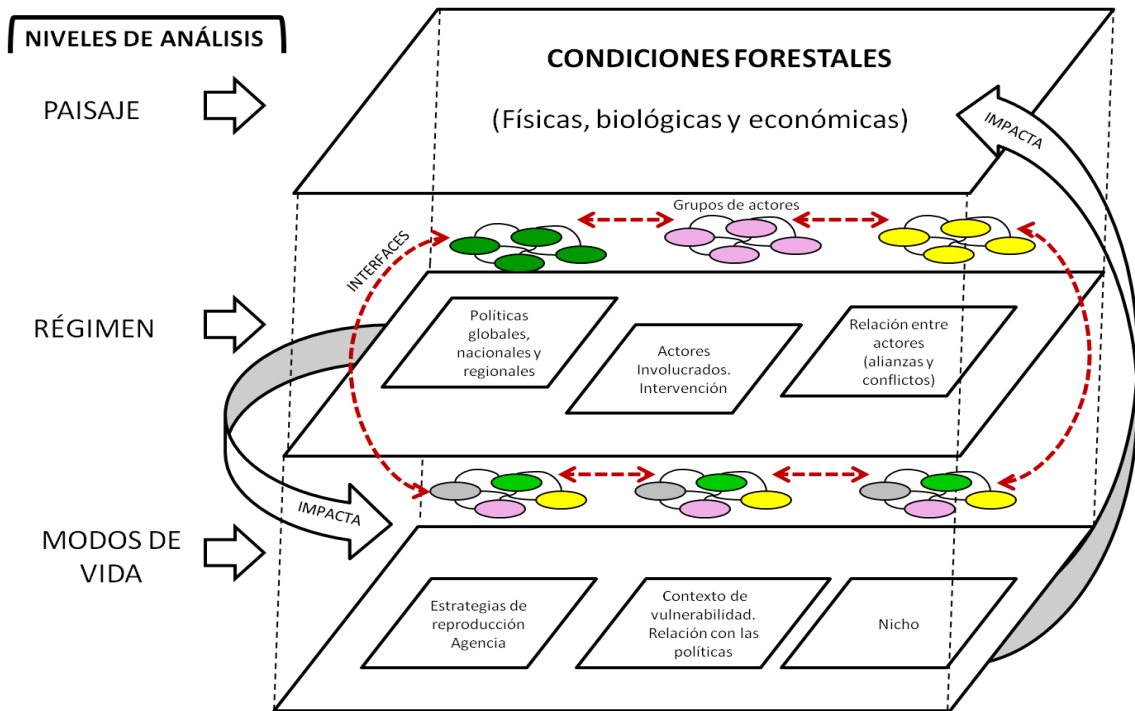 NIVELES DE ANÁLISIS
PAISAJE
CONDICIONES FORESTALES
(Físicas, biológicas y económicas)
IMPACTA
Grupos de actores
INTERFACES
RÉGIMEN
Políticas
globales,
nacionales y
regionales
Actores
Involucrados.
Intervención
Relación entre
actores
(alianzas y
conflictos)
IMPACTA
MODOS DE
VIDA
Estrategias de
reproducción
Agencia
Contexto de
vulnerabilidad.
Relación con las
políticas
Nicho